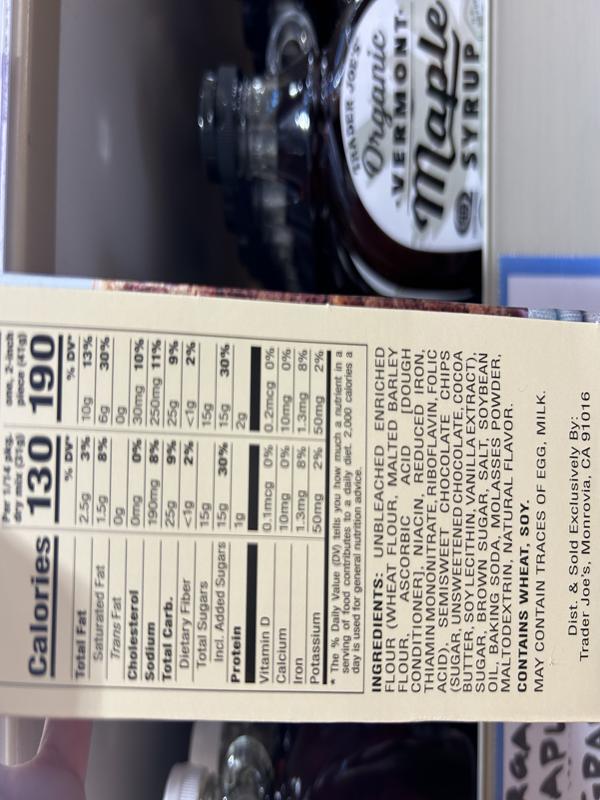 Per 1/14 pkg. one, 2-inch
dry mix (31g) piece (41g)
Calories 130 190
% DV* % DV*
Total Fat 2.5g 3% 10g 13%
Saturated Fat 1.5g 8% 6g 30%
Trans Fat 0g 0g
Cholesterol 0mg 0% 30mg 10%
Sodium 190mg 8% 250mg 11%
Total Carb. 25g 9% 25g 9%
Dietary Fiber <1g 2% <1g 2%
Total Sugars 15g 15g
Incl. Added Sugars 15g 30% 15g 30%
Protein 1g 2g
Vitamin D 0.1mcg 0% 0.2mcg 0%
Calcium 10mg 0% 10mg 0%
Iron 1.3mg 8% 1.3mg 8%
Potassium 50mg 2% 50mg 2%
* The % Daily Value (DV) tells you how much a nutrient in a
serving of food contributes to a daily diet. 2,000 calories a
day is used for general nutrition advice.
INGREDIENTS: UNBLEACHED ENRICHED
FLOUR (WHEAT FLOUR, MALTED BARLEY
FLOUR, ASCORBIC ACID DOUGH
CONDITIONER), NIACIN, REDUCED IRON,
THIAMIN MONONITRATE, RIBOFLAVIN, FOLIC
ACID), SEMISWEET CHOCOLATE CHIPS
(SUGAR, UNSWEETENED CHOCOLATE, COCOA
BUTTER, SOY LECITHIN, VANILLA EXTRACT),
SUGAR, BROWN SUGAR, SALT, SOYBEAN
OIL, BAKING SODA, MOLASSES POWDER,
MALTODEXTRIN, NATURAL FLAVOR.
CONTAINS WHEAT, SOY.
MAY CONTAIN TRACES OF EGG, MILK.
Dist. & Sold Exclusively By:
Trader Joe's, Monrovia, CA 91016
TRADER JOE'S
Organic
VERMONT
Maple
SYRUP